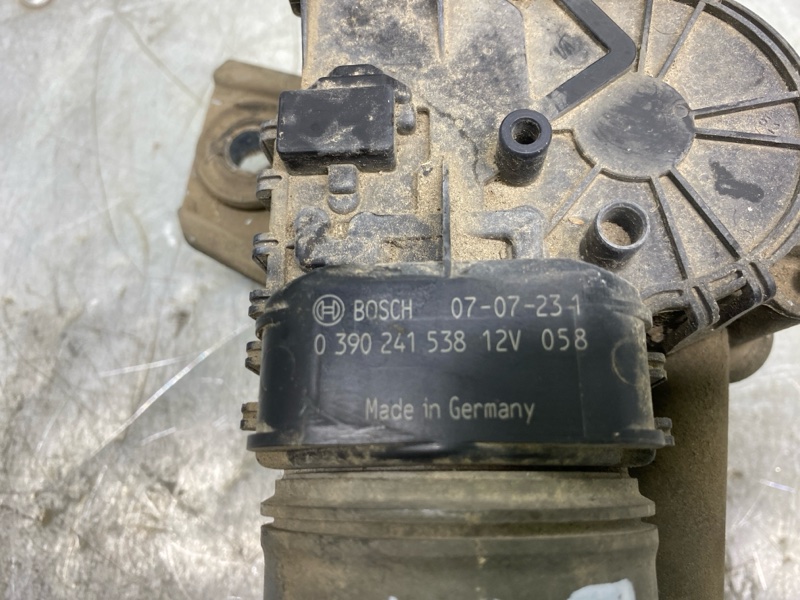 BOSCH 07-07-23 1
0 390 241 538 12V 058
Made in Germany